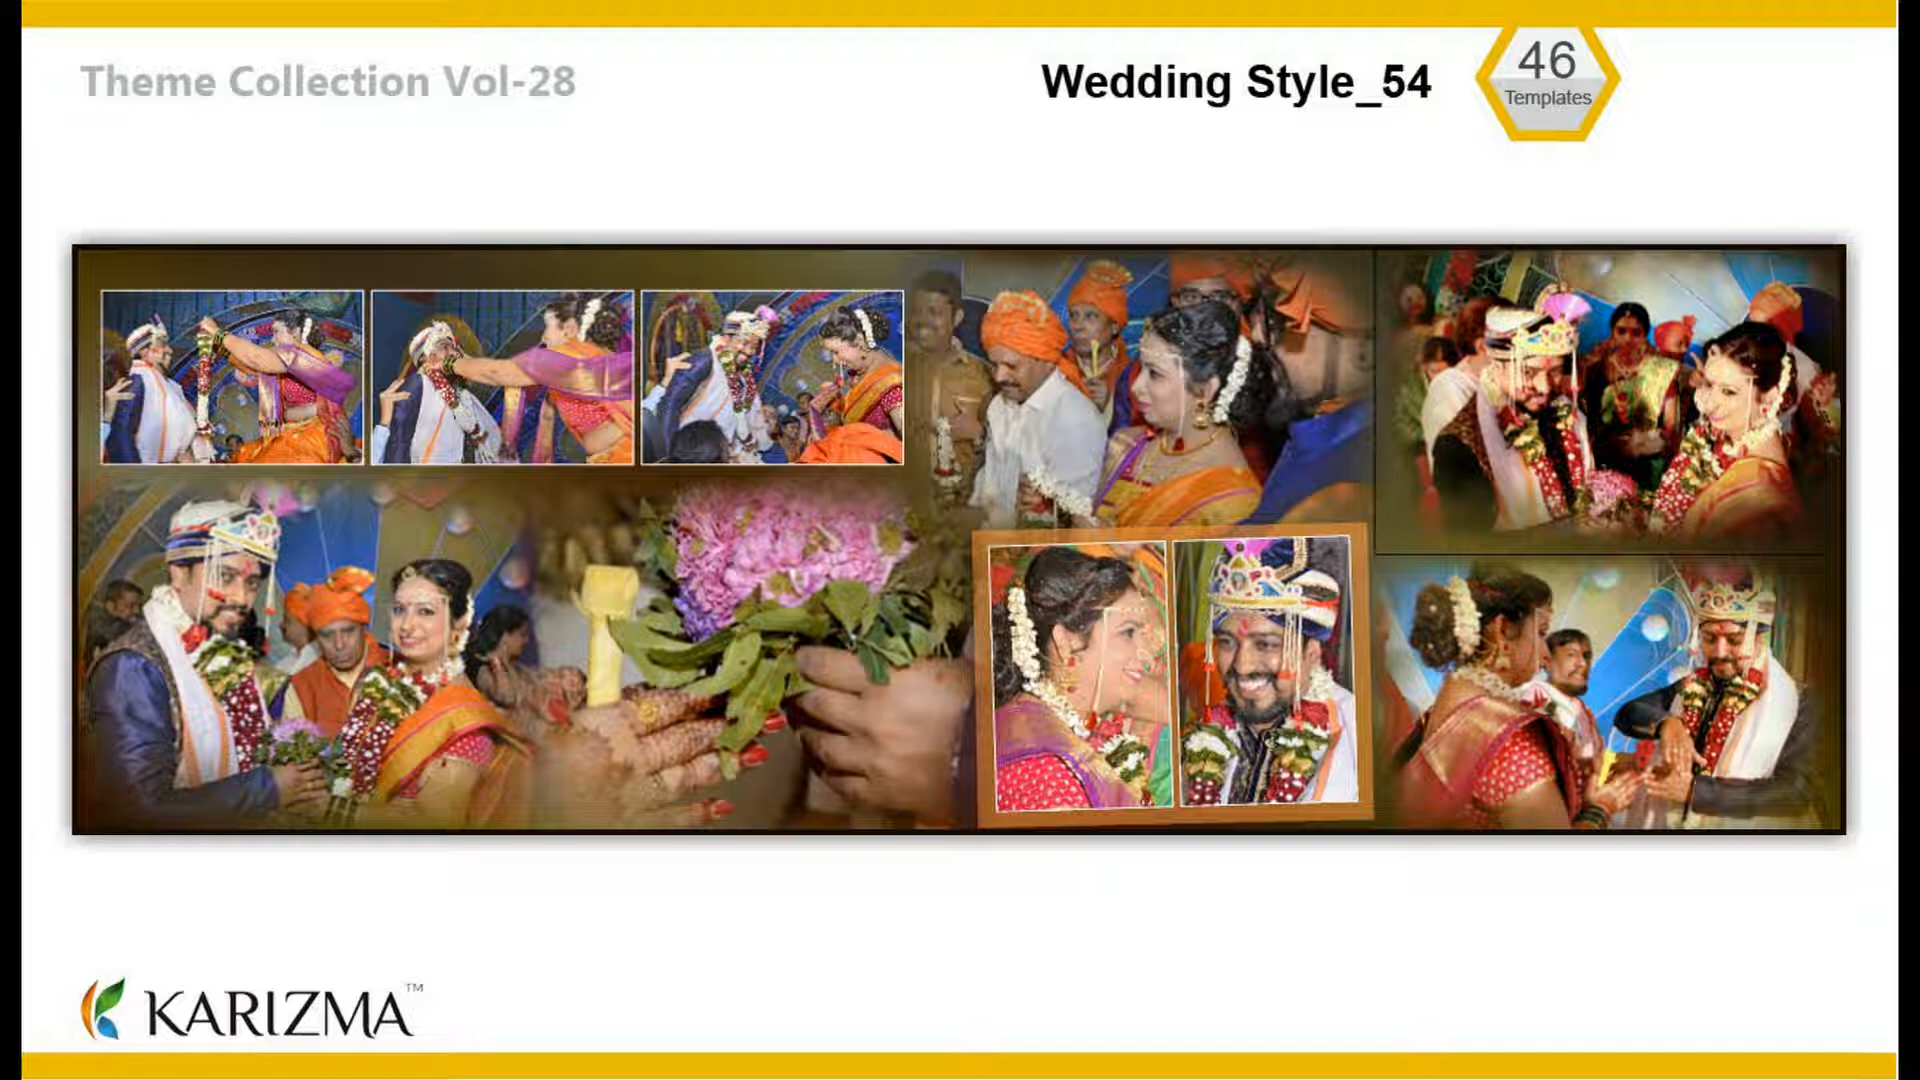 Theme Collection Vol-28
Wedding Style_54
46
Templates
KARIZMA™